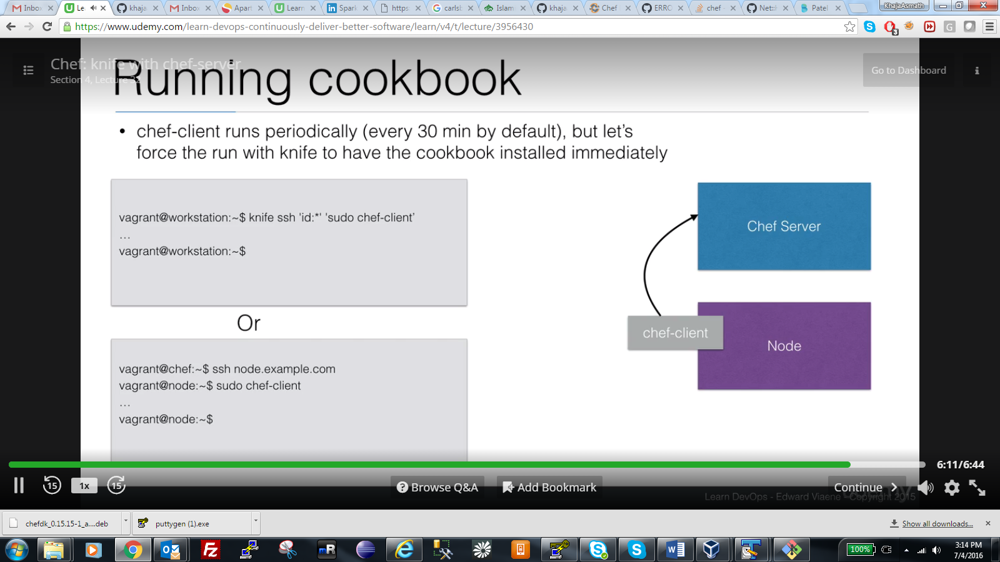 Inbox
Le
khaja
Inbox
Apart
Learn
Spark
https:
carlsb
Islam
khaja
Chef
ERRO
chef
Net::
Patel
KhajaAsmath
https://www.udemy.com/learn-devops-continuously-deliver-better-software/learn/v4/t/lecture/3956430
3
G
Chef: knife with chef-server
Section 4, Lecture 32
Go to Dashboard
Running cookbook
• chef-client runs periodically (every 30 min by default), but let’s
force the run with knife to have the cookbook installed immediately
vagrant@workstation:~$ knife ssh 'id:*' 'sudo chef-client’
…
vagrant@workstation:~$
Or
vagrant@chef:~$ ssh node.example.com
vagrant@node:~$ sudo chef-client
…
vagrant@node:~$
Chef Server
chef-client
Node
6:11/6:44
15
1x
15
Browse Q&A
Add Bookmark
Continue
Learn DevOps - Edward Viaene - Copyright 2015
chefdk_0.15.15-1_a....deb
puttygen (1).exe
Show all downloads...
100%
3:14 PM
7/4/2016